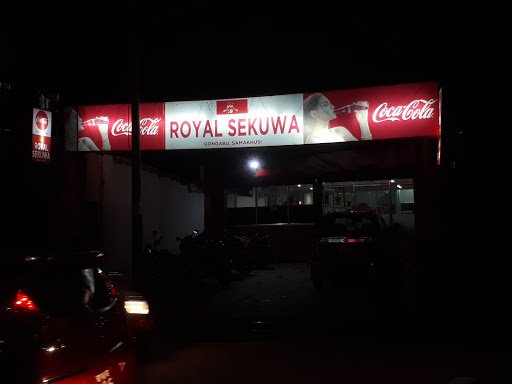 Coca-Cola
ROYAL SEKUWA
GONGABU, SAMAKHUSI
Coca-Cola
ROYAL
SEKUWA